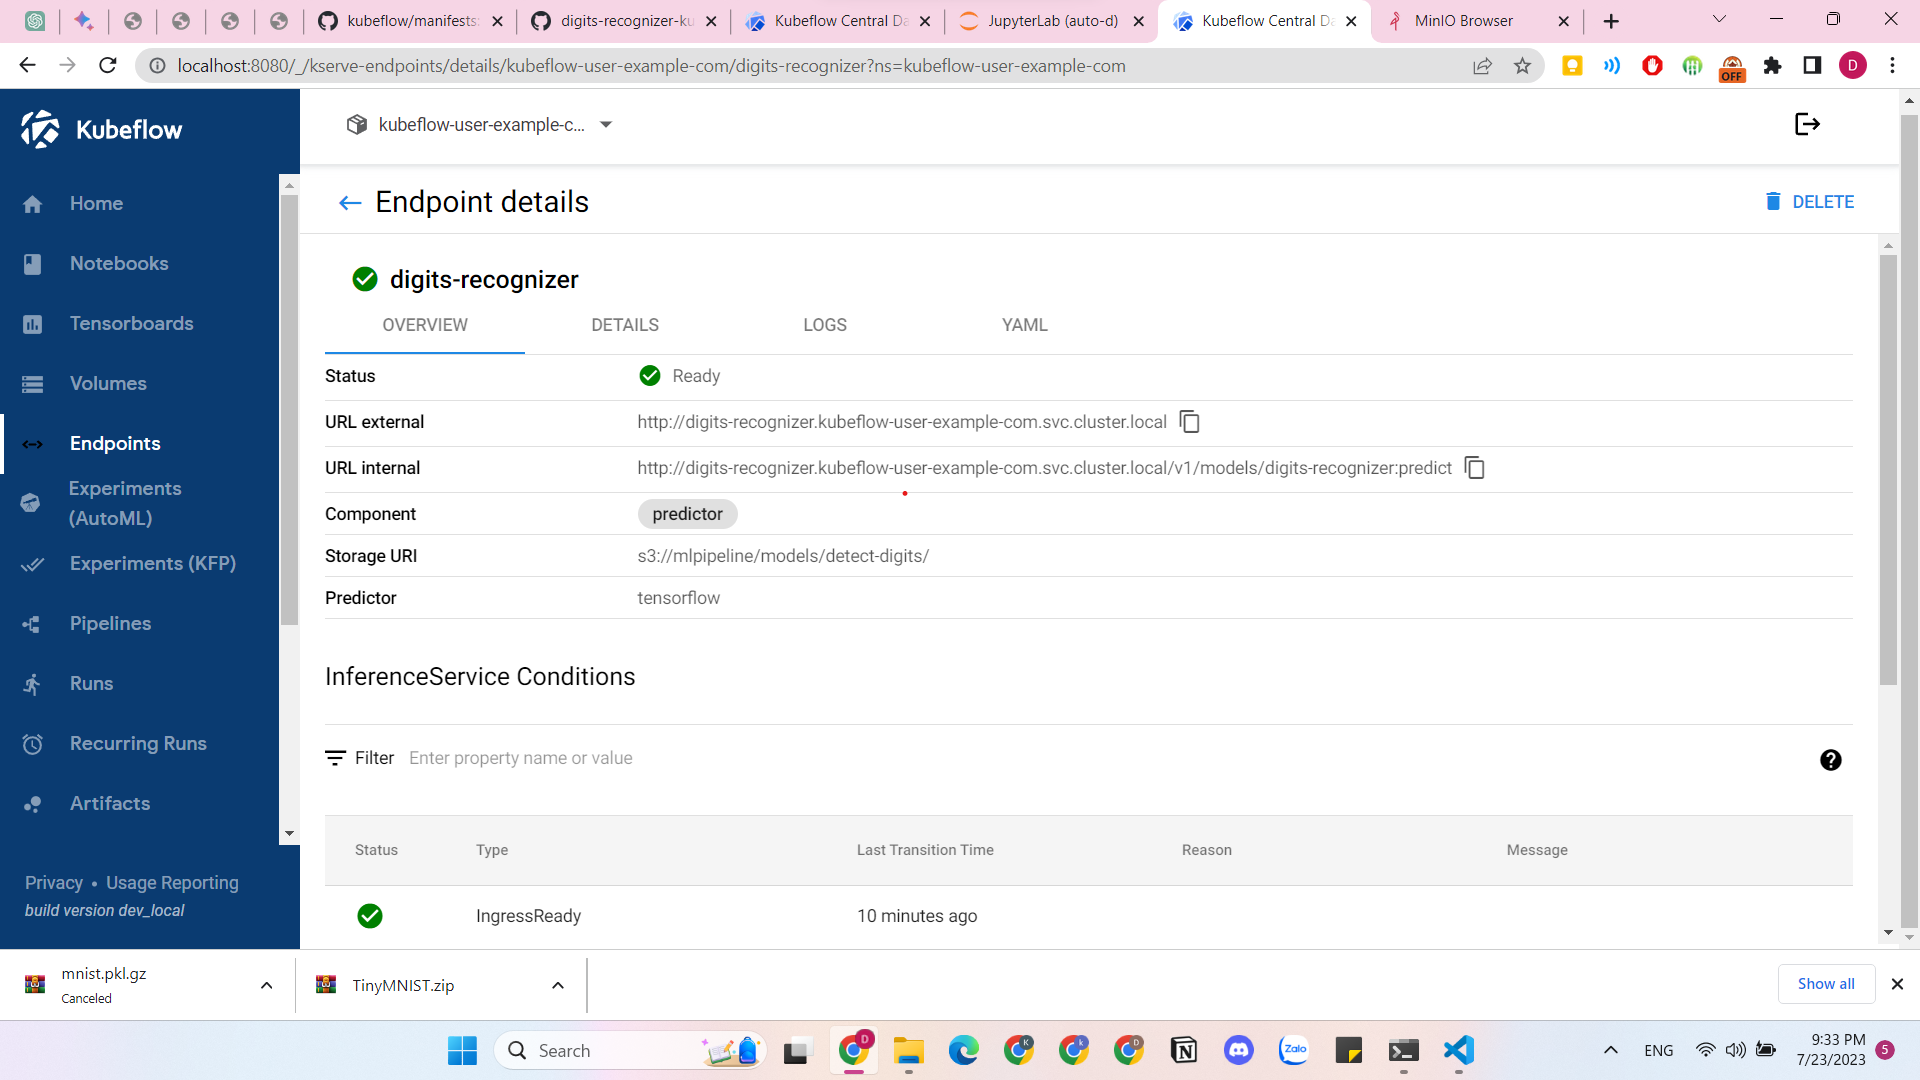 kubeflow/manifests:
digits-recognizer-ku
Kubeflow Central Da
JupyterLab (auto-d)
Kubeflow Central Da
MinIO Browser
localhost:8080/_/kserve-endpoints/details/kubeflow-user-example-com/digits-recognizer?ns=kubeflow-user-example-com
OFF
D
Kubeflow
kubeflow-user-example-c...
Home
Notebooks
Tensorboards
Volumes
Endpoints
Experiments
(AutoML)
Experiments (KFP)
Pipelines
Runs
Recurring Runs
Artifacts
Privacy • Usage Reporting
build version dev_local
Endpoint details
DELETE
digits-recognizer
OVERVIEW
DETAILS
LOGS
YAML
Status
Ready
URL external
http://digits-recognizer.kubeflow-user-example-com.svc.cluster.local
URL internal
http://digits-recognizer.kubeflow-user-example-com.svc.cluster.local/v1/models/digits-recognizer:predict
Component
predictor
Storage URI
s3://mlpipeline/models/detect-digits/
Predictor
tensorflow
InferenceService Conditions
Filter
Enter property name or value
Status
Type
Last Transition Time
Reason
Message
IngressReady
10 minutes ago
mnist.pkl.gz
Canceled
TinyMNIST.zip
Show all
Search
D
K
k
D
Zalo
ENG
9:33 PM
7/23/2023
5